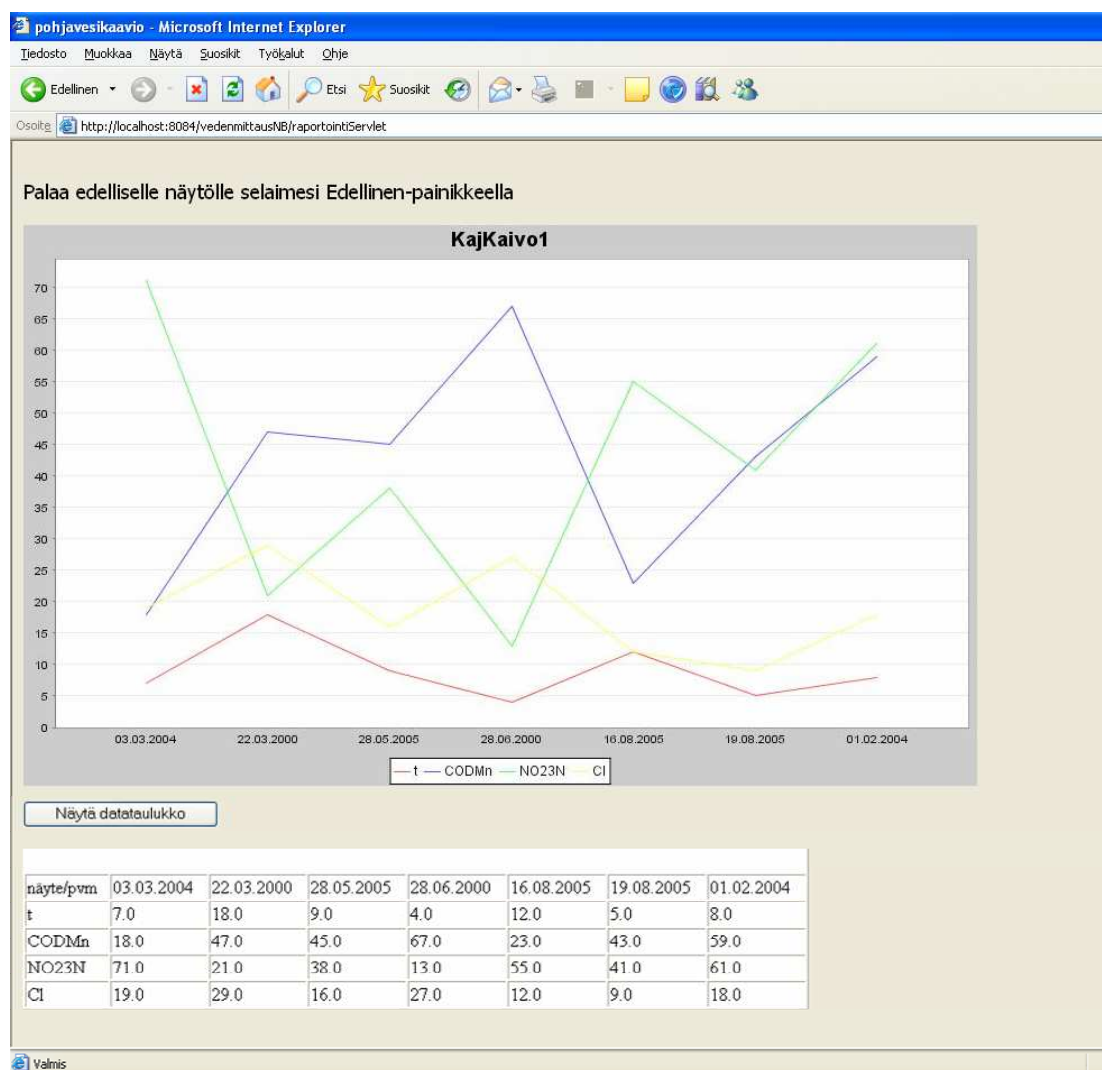 pohjavesikaavio - Microsoft Internet Explorer
Tiedosto Muokkaa Näytä Suosikit Työkalut Ohje
Edellinen Etsi Suosikit
Osoite http://localhost:8084/vedenmittausNB/raportointiServlet
Palaa edelliselle näytölle selaimesi Edellinen-painikkeella
KajKaivo1
70
65
60
55
50
45
40
35
30
25
20
15
10
5
0
03.03.2004 22.03.2000 28.05.2005 28.06.2000 16.08.2005 19.08.2005 01.02.2004
t CODMn NO23N Cl
Näytä datataulukko
näyte/pvm 03.03.2004 22.03.2000 28.05.2005 28.06.2000 16.08.2005 19.08.2005 01.02.2004
t 7.0 18.0 9.0 4.0 12.0 5.0 8.0
CODMn 18.0 47.0 45.0 67.0 23.0 43.0 59.0
NO23N 71.0 21.0 38.0 13.0 55.0 41.0 61.0
Cl 19.0 29.0 16.0 27.0 12.0 9.0 18.0
Valmis